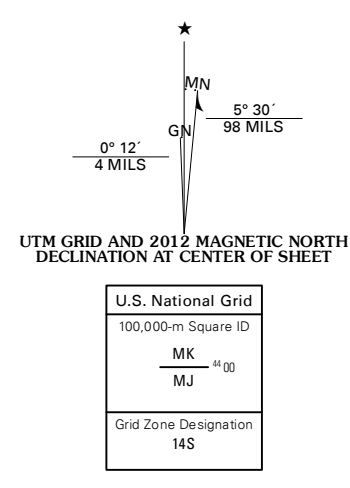 MN
GN
5° 30´
98 MILS
0° 12´
4 MILS
UTM GRID AND 2012 MAGNETIC NORTH
DECLINATION AT CENTER OF SHEET
U.S. National Grid
100,000-m Square ID
MK
44 00
MJ
Grid Zone Designation
14S